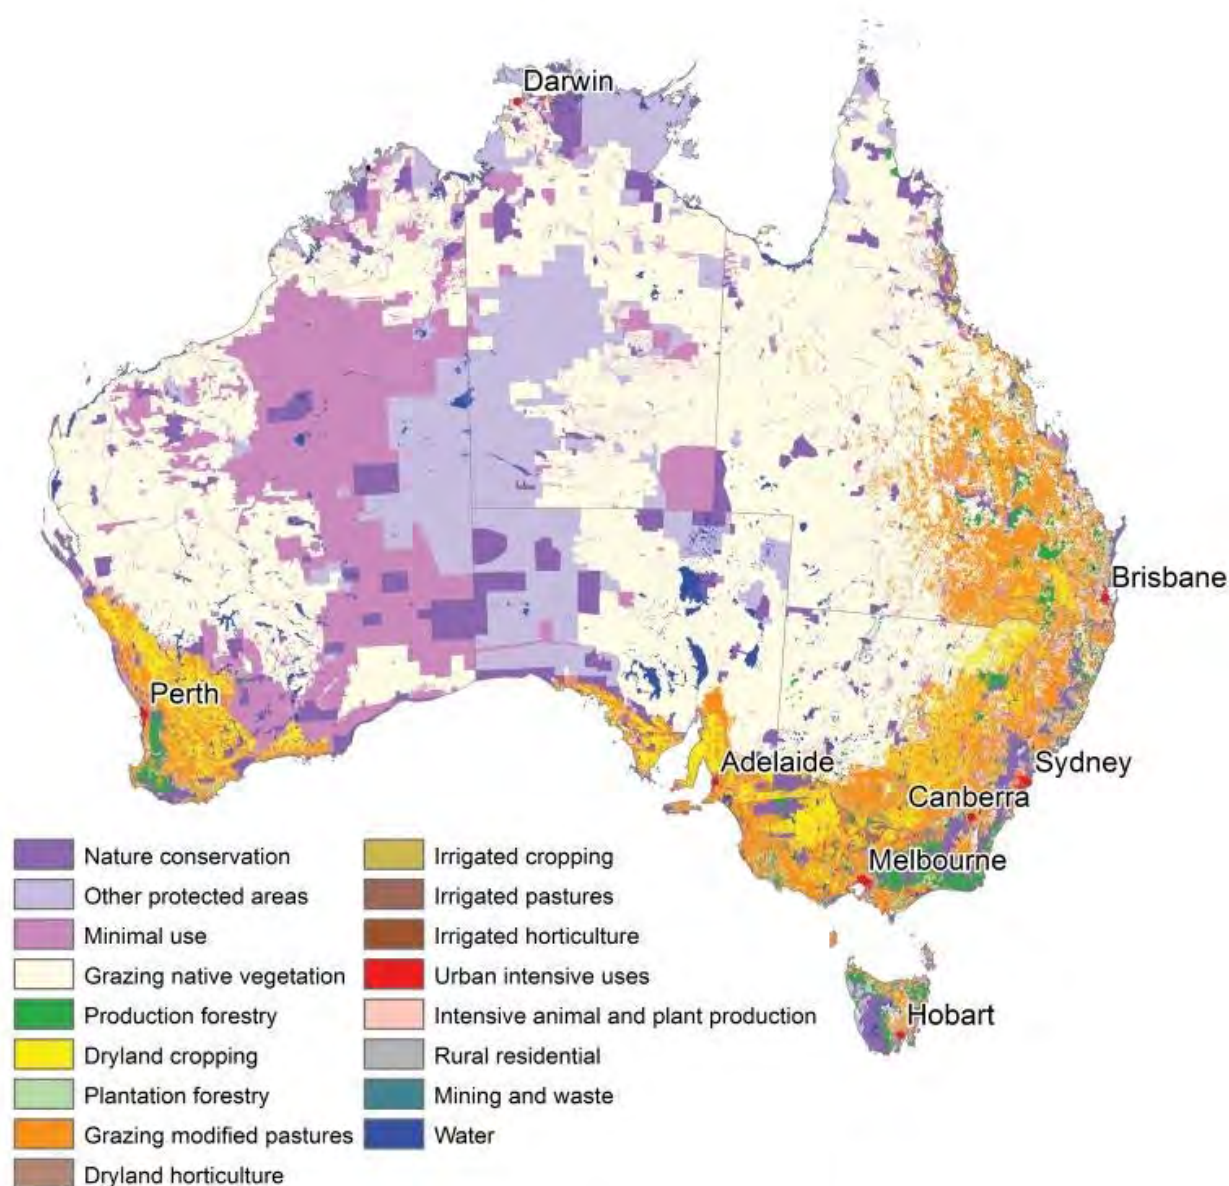 Darwin
Brisbane
Perth
Adelaide
Sydney
Canberra
Melbourne
Hobart
Nature conservation
Other protected areas
Minimal use
Grazing native vegetation
Production forestry
Dryland cropping
Plantation forestry
Grazing modified pastures
Dryland horticulture
Irrigated cropping
Irrigated pastures
Irrigated horticulture
Urban intensive uses
Intensive animal and plant production
Rural residential
Mining and waste
Water